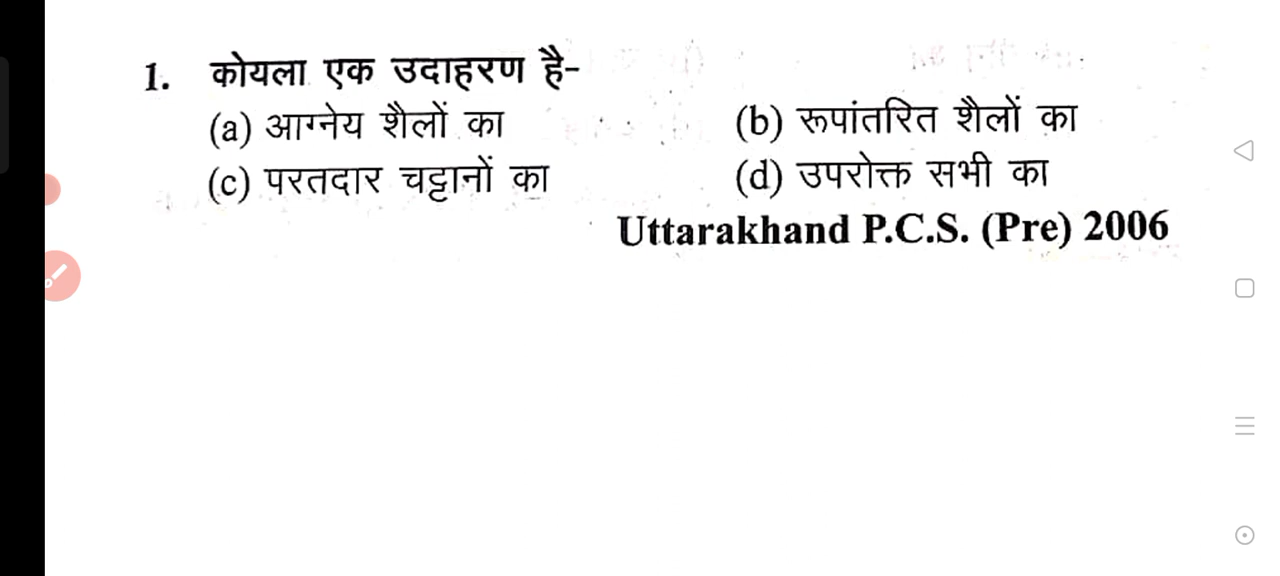 1. कोयला एक उदाहरण है-
(a) आग्नेय शैलों का (b) रूपांतरित शैलों का
(c) परतदार चट्टानों का (d) उपरोक्त सभी का
Uttarakhand P.C.S. (Pre) 2006